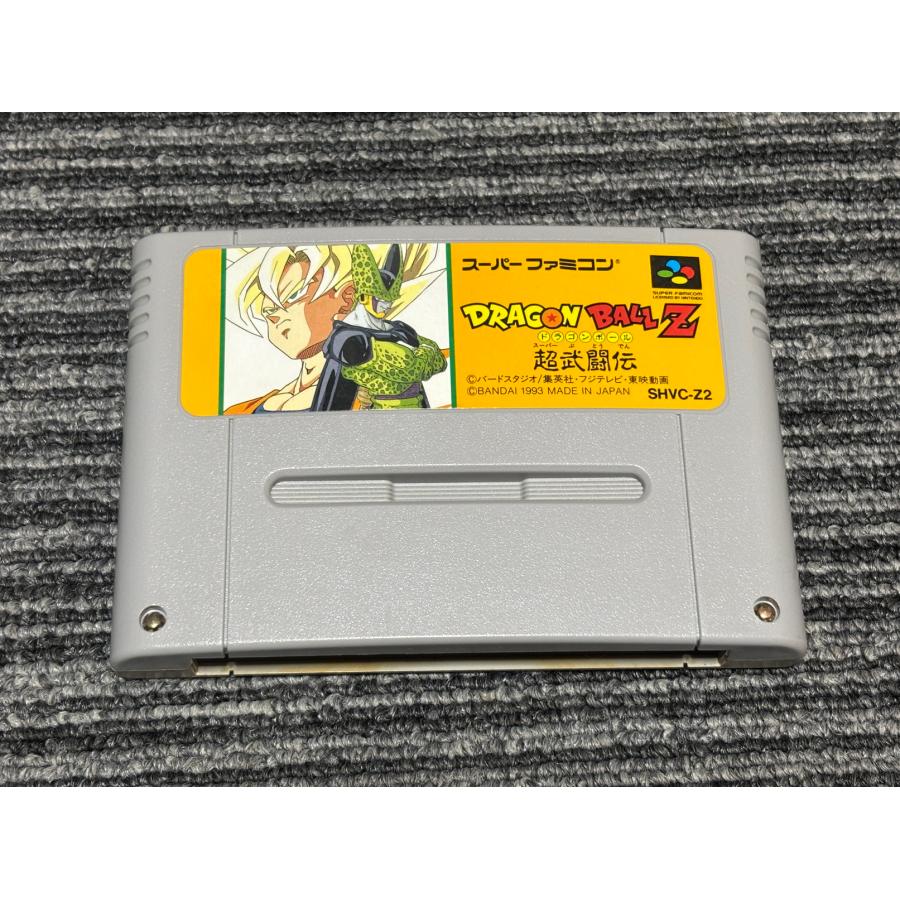 スーパーファミコン®
SUPER FAMICOM
LICENSED BY NINTENDO
DRAGON BALL Z
ドラゴンボール
スーパー ぶ とう でん
超武闘伝
©バードスタジオ/集英社・フジテレビ・東映動画
©BANDAI 1993 MADE IN JAPAN SHVC-Z2